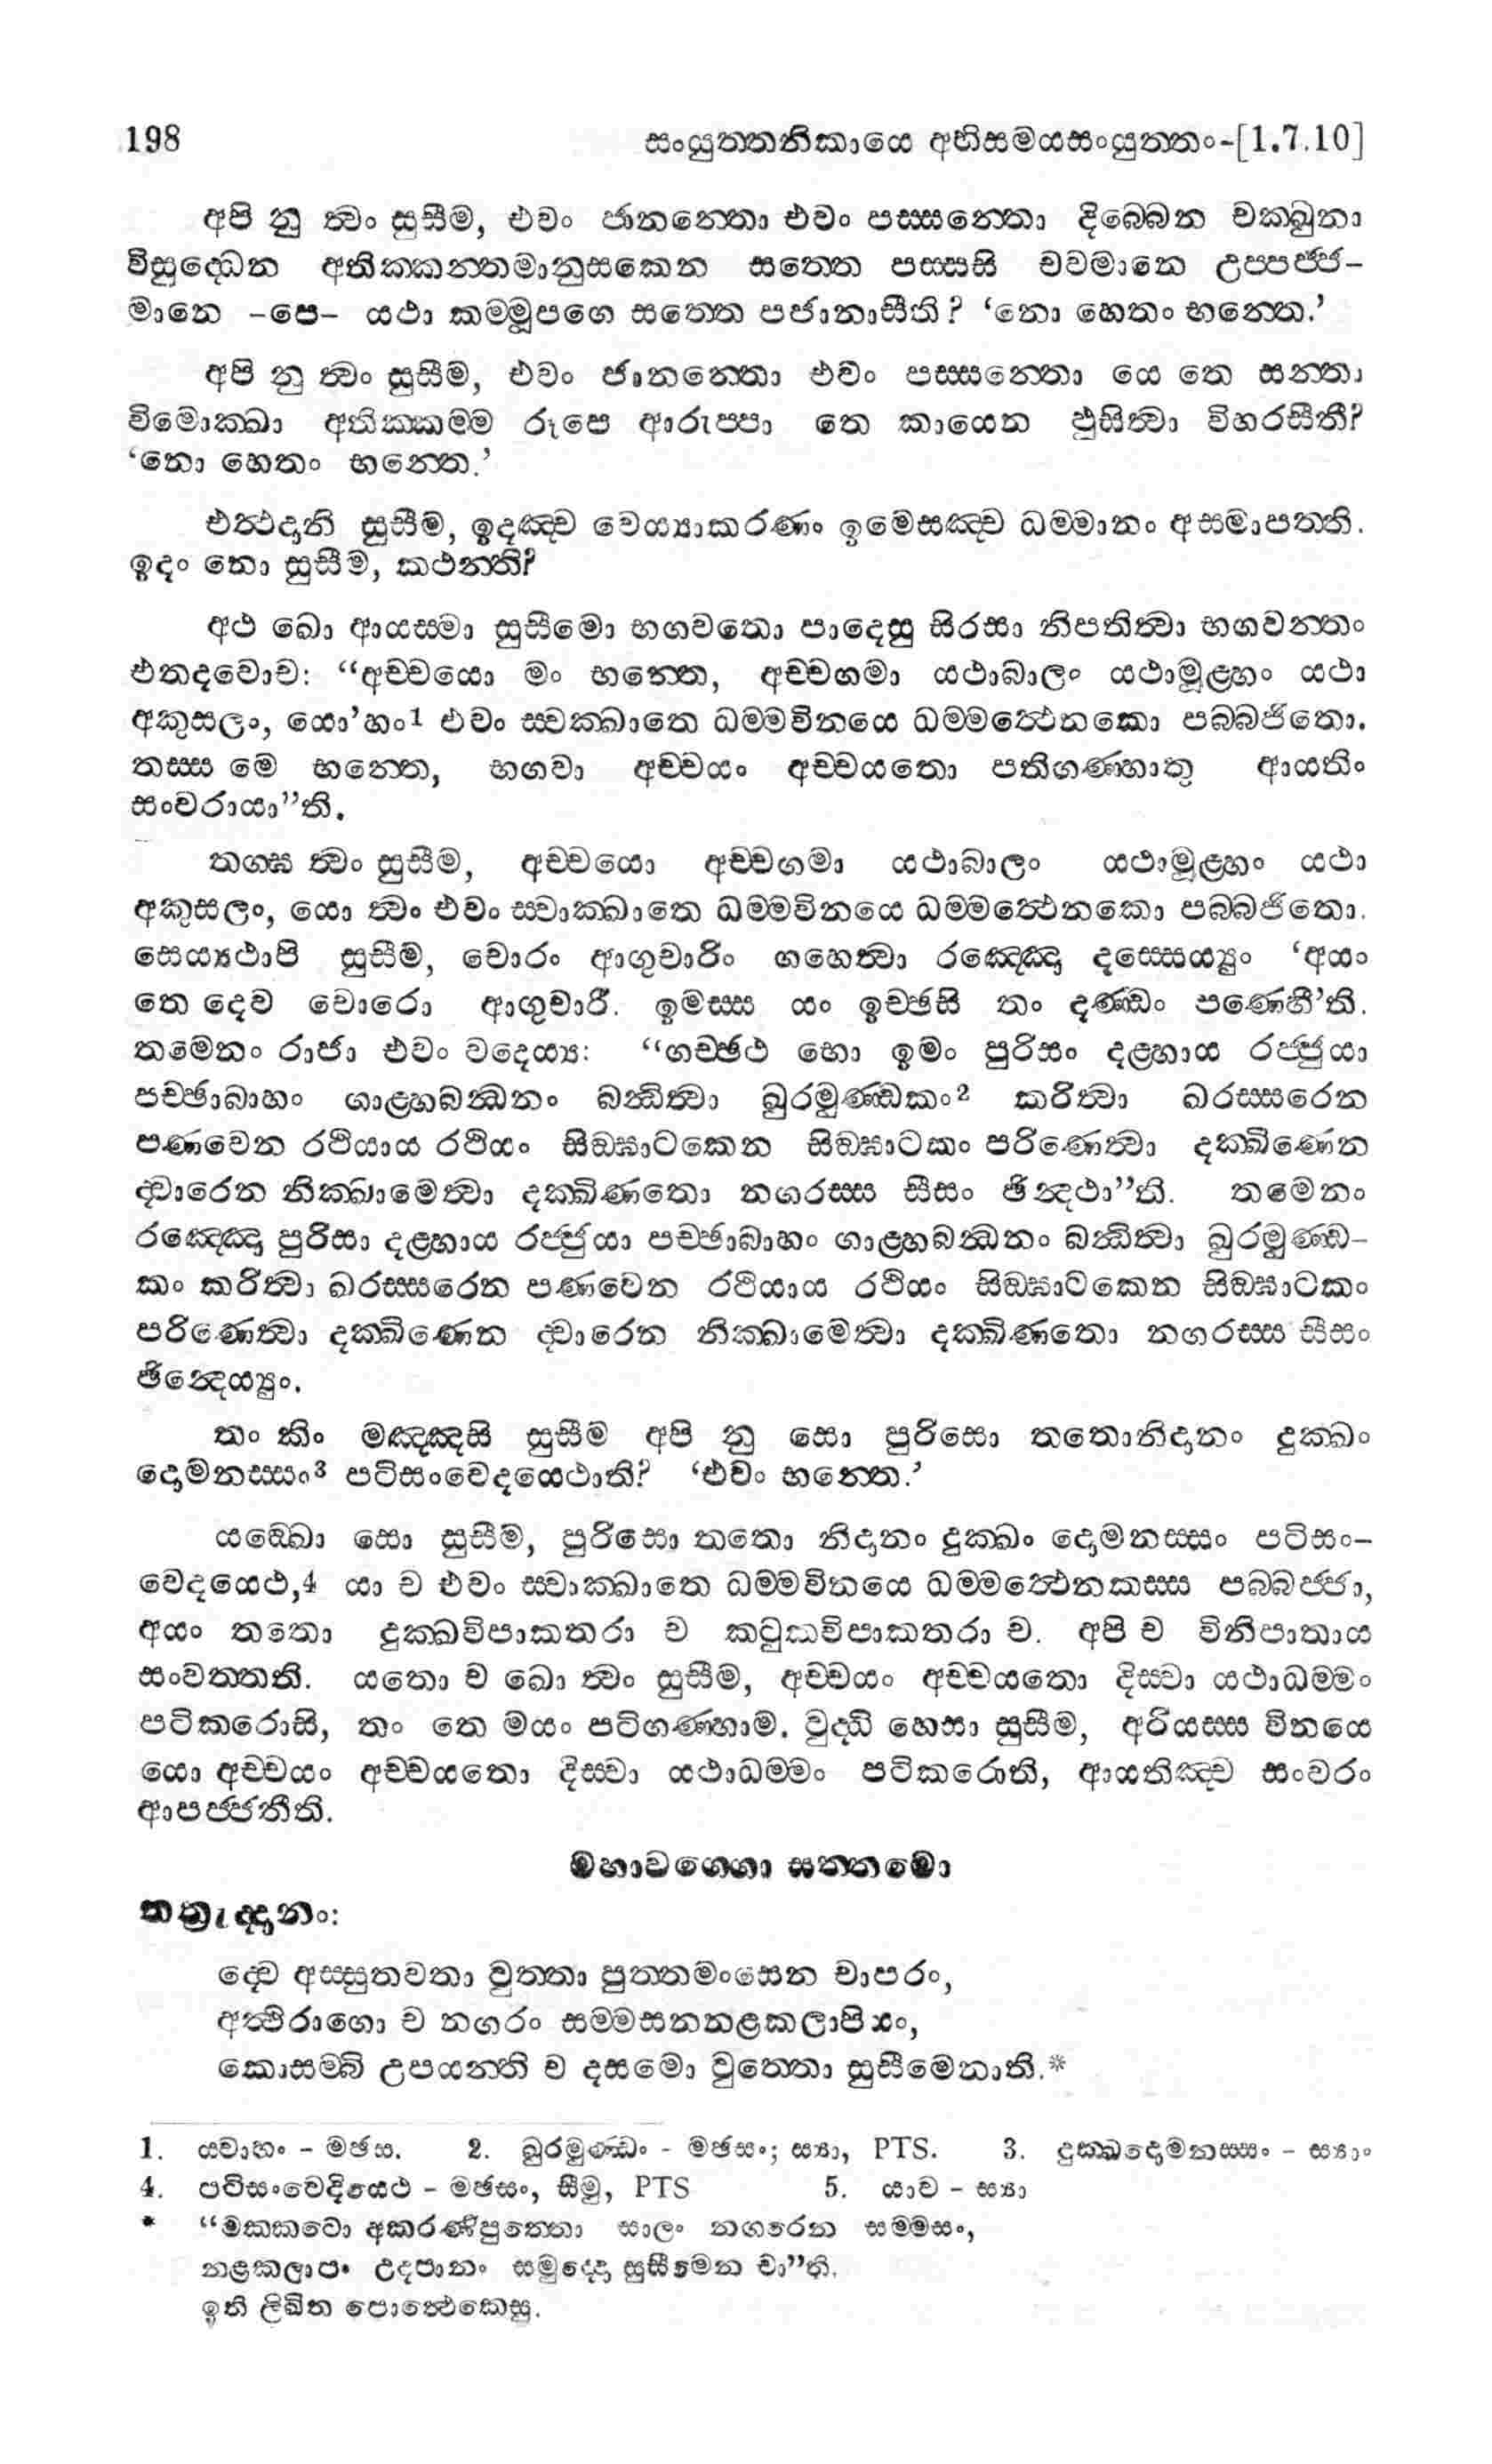 198 සංයුත්තනිකායෙ අභිසමයසංයුත්තං-[1.7.10]
අපි නු ත්වං සුසීම, එවං ජානන්තො එවං පස්සන්තො දිබ්බෙන චක්ඛුනා
විසුද්ධෙන අතික්කන්තමානුසකෙන සත්තෙ පස්සසි චවමානෙ උප්පජ්ජ-
මානෙ -පෙ- යථා කම්මූපගෙ සත්තෙ පජානාසීති? ‘නො හෙතං භන්තෙ.’
අපි නු ත්වං සුසීම, එවං ජානන්තො එවං පස්සන්තො යෙ තෙ සන්තා
විමොක්ඛා අතික්කම්ම රූපෙ ආරුප්පා තෙ කායෙන ඵුසිත්වා විහරසීතී?
‘නො හෙතං භන්තෙ.’
එත්ථදානි සුසීම, ඉදඤ්ච වෙය්‍යාකරණං ඉමෙසඤ්ච ධම්මානං අසමාපත්ති.
ඉදං නො සුසීම, කථන්ති?
අථ ඛො ආයස්මා සුසීමො භගවතො පාදෙසු සිරසා නිපතිත්වා භගවන්තං
එතදවොච: “අච්චයො මං භන්තෙ, අච්චගමා යථාබාලං යථාමූළ්හං යථා
අකුසලං, යො’හං1 එවං ස්වක්ඛාතෙ ධම්මවිනයෙ ධම්මත්ථෙනකො පබ්බජිතො.
තස්ස මෙ භන්තෙ, භගවා අච්චයං අච්චයතො පතිගණ්හාතු ආයතිං
සංවරායා”ති.
තග්ඝ ත්වං සුසීම, අච්චයො අච්චගමා යථාබාලං යථාමූළ්හං යථා
අකුසලං, යො ත්වං එවං ස්වාක්ඛාතෙ ධම්මවිනයෙ ධම්මත්ථෙනකො පබ්බජිතො.
සෙය්‍යථාපි සුසීම, චොරං ආගුචාරිං ගහෙත්වා රඤ්ඤො දස්සෙය්‍යුං ‘අයං
තෙ දෙව චොරො ආගුචාරී. ඉමස්ස යං ඉච්ඡසි තං දණ්ඩං පණෙහී’ති.
තමෙනං රාජා එවං වදෙය්‍ය: “ගච්ඡථ භො ඉමං පුරිසං දළ්හාය රජ්ජුයා
පච්ඡාබාහං ගාළ්හබන්ධනං බන්ධිත්වා ඛුරමුණ්ඩකං2 කරිත්වා ඛරස්සරෙන
පණවෙන රථියාය රථියං සිඞ්ඝාටකෙන සිඞ්ඝාටකං පරිණෙත්වා දක්ඛිණෙන
ද්වාරෙන නික්ඛාමෙත්වා දක්ඛිණතො නගරස්ස සීසං ඡින්දථා”ති. තමෙනං
රඤ්ඤො පුරිසා දළ්හාය රජ්ජුයා පච්ඡාබාහං ගාළ්හබන්ධනං බන්ධිත්වා ඛුරමුණ්ඩ-
කං කරිත්වා ඛරස්සරෙන පණවෙන රථියාය රථියං සිඞ්ඝාටකෙන සිඞ්ඝාටකං
පරිණෙත්වා දක්ඛිණෙන ද්වාරෙන නික්ඛාමෙත්වා දක්ඛිණතො නගරස්ස සීසං
ඡින්දෙය්‍යුං.
තං කිං මඤ්ඤසි සුසීම අපි නු සො පුරිසො තතොනිදානං දුක්ඛං
දොමනස්සං3 පටිසංවෙදයෙථාති? ‘එවං භන්තෙ.’
යඞ්ඛො සො සුසීම, පුරිසො තතො නිදානං දුක්ඛං දොමනස්සං පටිසං-
වෙදයෙථ,4 යා ච එවං ස්වාක්ඛාතෙ ධම්මවිනයෙ ධම්මත්ථෙනකස්ස පබ්බජ්ජා,
අයං තතො දුක්ඛවිපාකතරා ච කටුකවිපාකතරා ච. අපි ච විනිපාතාය
සංවත්තති. යතො ච ඛො ත්වං සුසීම, අච්චයං අච්චයතො දිස්වා යථාධම්මං
පටිකරොසි, තං තෙ මයං පටිගණ්හාම. වුද්ධි හෙසා සුසීම, අරියස්ස විනයෙ
යො අච්චයං අච්චයතො දිස්වා යථාධම්මං පටිකරොති, ආයතිඤ්ච සංවරං
ආපජ්ජතීති.
මහාවග්ගො සත්තමො
තත්‍රුද්දානං:
ද්වෙ අස්සුතවතා වුත්තා පුත්තමංසෙන චාපරං,
අත්ථිරාගො ච නගරං සම්මසනනළකලාපියං,
කොසම්බි උපයන්ති ච දසමො වුත්තො සුසීමෙනාති.*
1. ය්වාහං - මඡස. 2. ඛුරමුණ්ඩං - මඡසං; ස්‍යා, PTS. 3. දුක්ඛදොමනස්සං - ස්‍යාං
4. පටිසංවෙදියෙථ - මඡසං, සීමු, PTS 5. යාව - ස්‍යා
* “මක්කටො අකරණීපුත්තො සාලං නගරෙන සම්මසං,
නළකලාපං උදපානං සමුද්දො සුසීමෙන චා”ති.
ඉති ලිඛිත පොත්ථෙකෙසු.